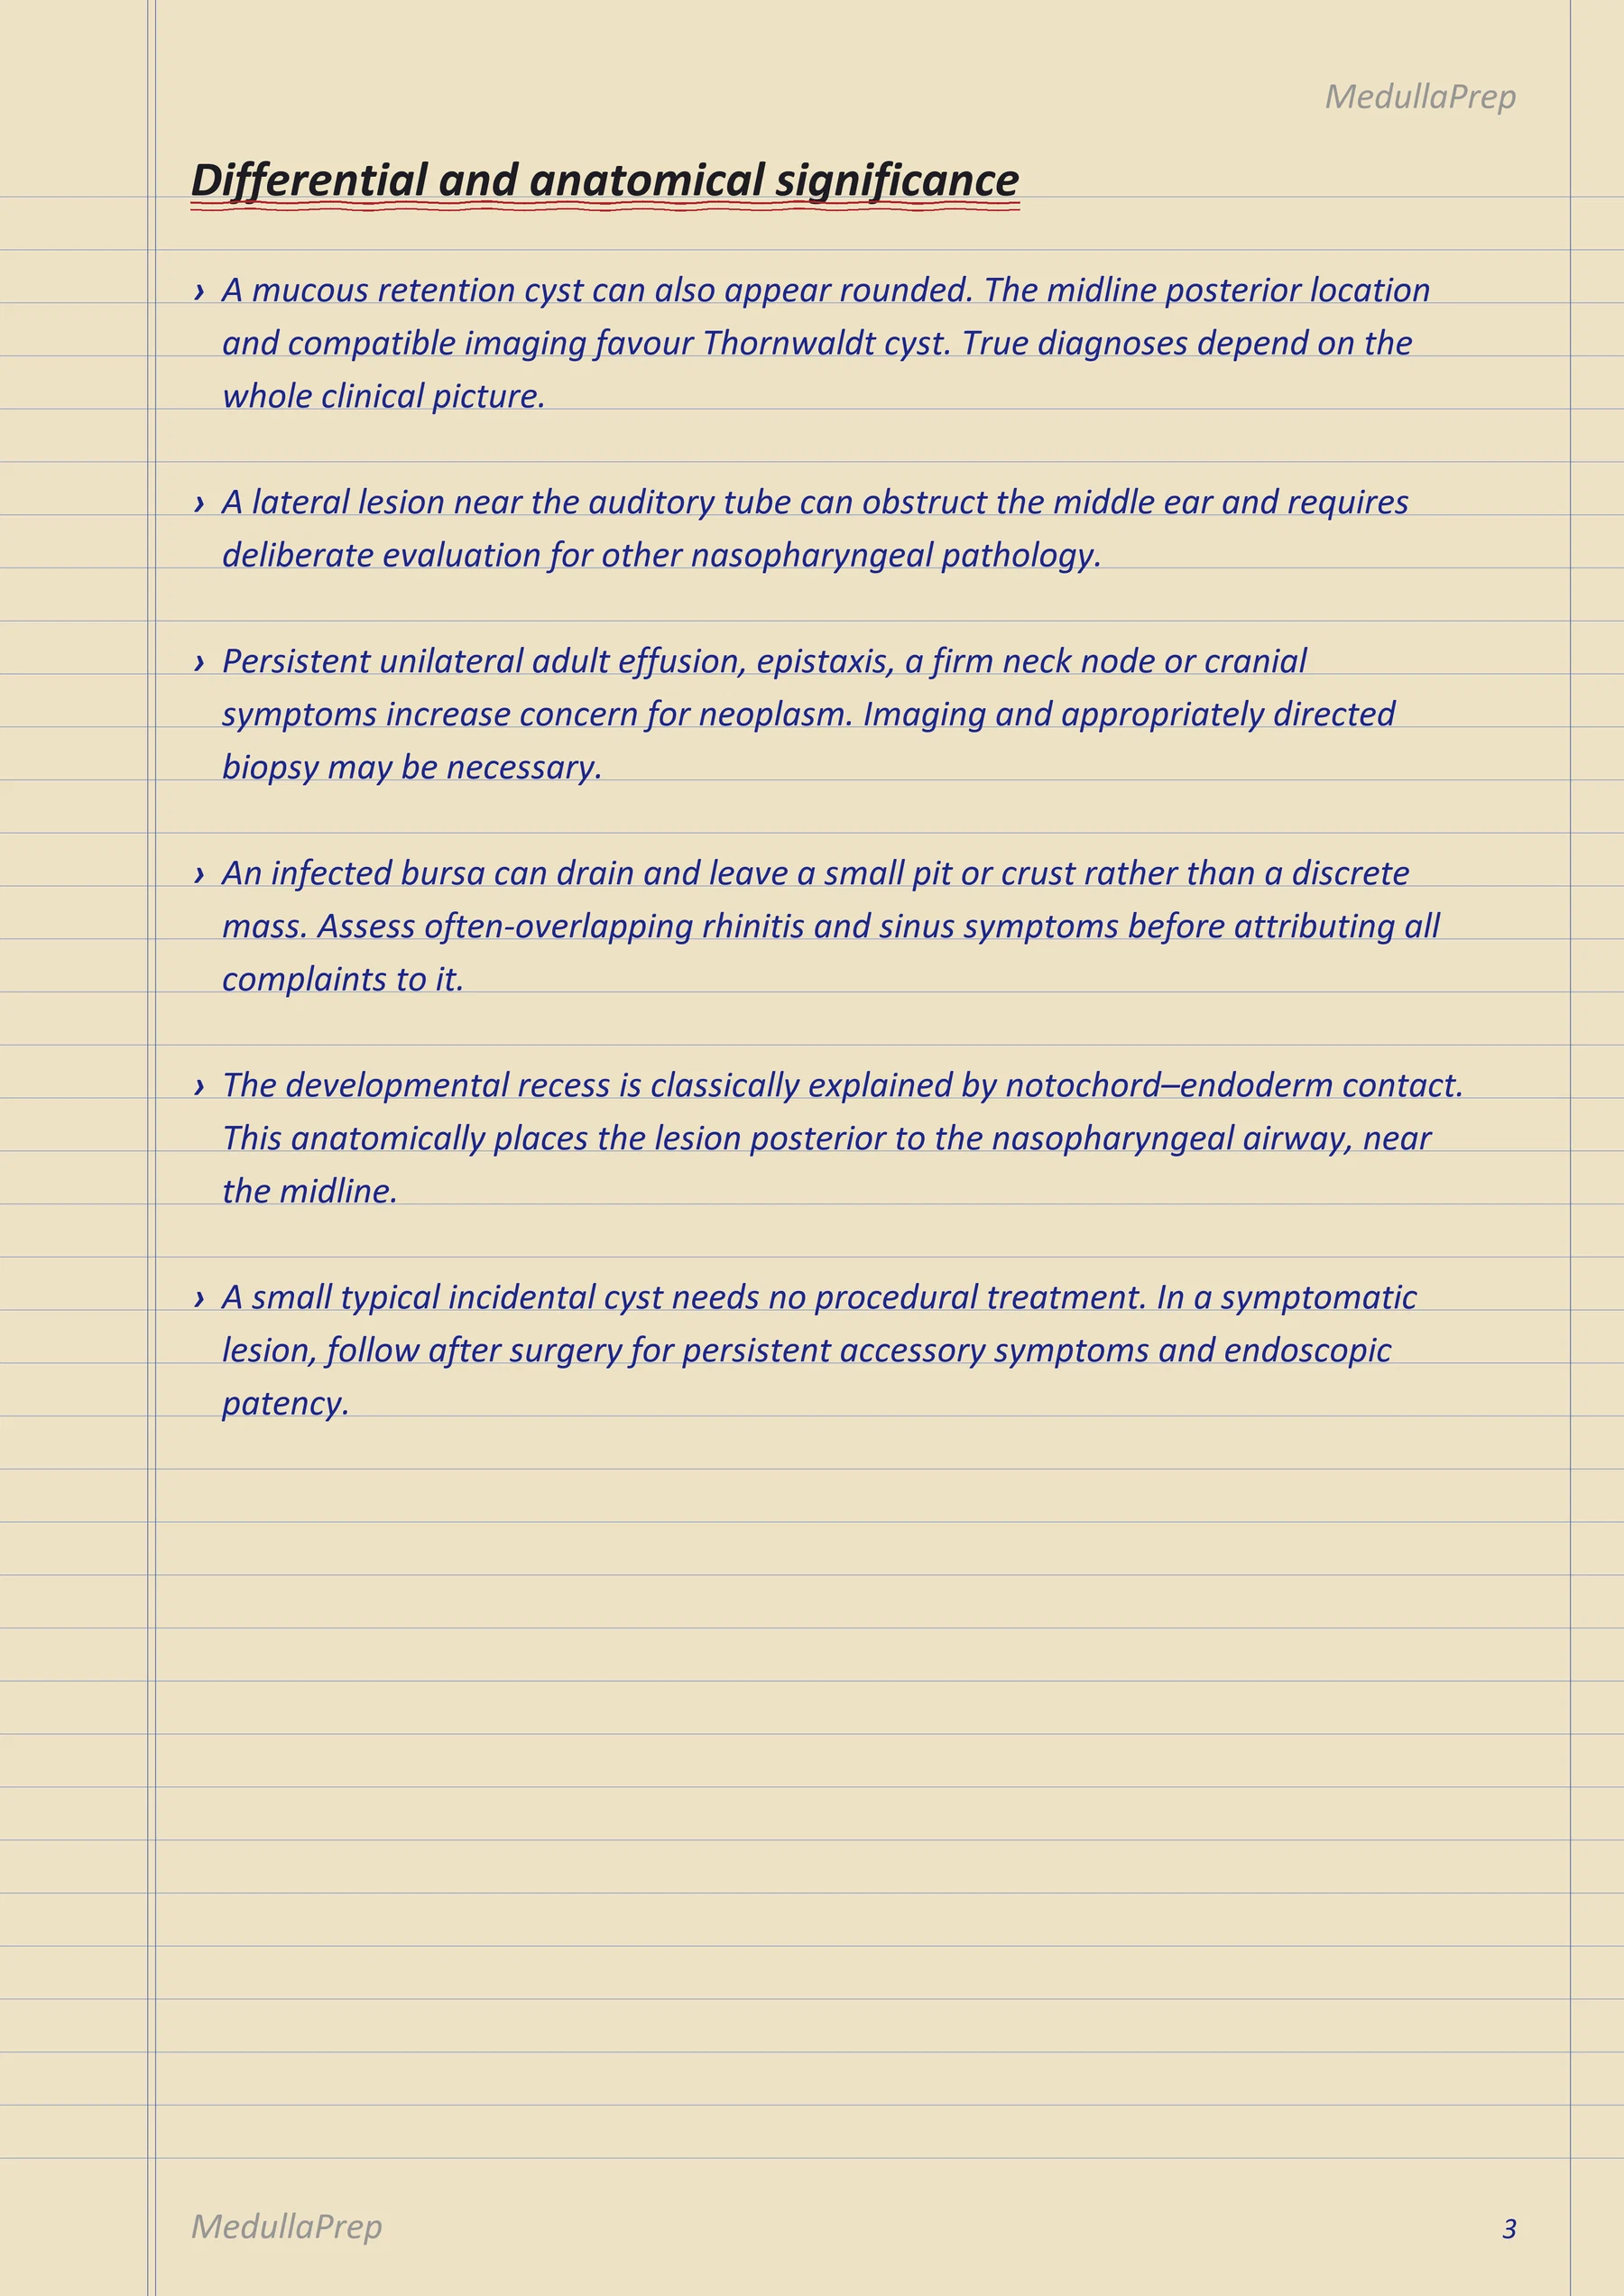 MedullaPrep
Differential and anatomical significance
› A mucous retention cyst can also appear rounded. The midline posterior location
and compatible imaging favour Thornwaldt cyst. True diagnoses depend on the
whole clinical picture.
› A lateral lesion near the auditory tube can obstruct the middle ear and requires
deliberate evaluation for other nasopharyngeal pathology.
› Persistent unilateral adult effusion, epistaxis, a firm neck node or cranial
symptoms increase concern for neoplasm. Imaging and appropriately directed
biopsy may be necessary.
› An infected bursa can drain and leave a small pit or crust rather than a discrete
mass. Assess often-overlapping rhinitis and sinus symptoms before attributing all
complaints to it.
› The developmental recess is classically explained by notochord–endoderm contact.
This anatomically places the lesion posterior to the nasopharyngeal airway, near
the midline.
› A small typical incidental cyst needs no procedural treatment. In a symptomatic
lesion, follow after surgery for persistent accessory symptoms and endoscopic
patency.
MedullaPrep
3